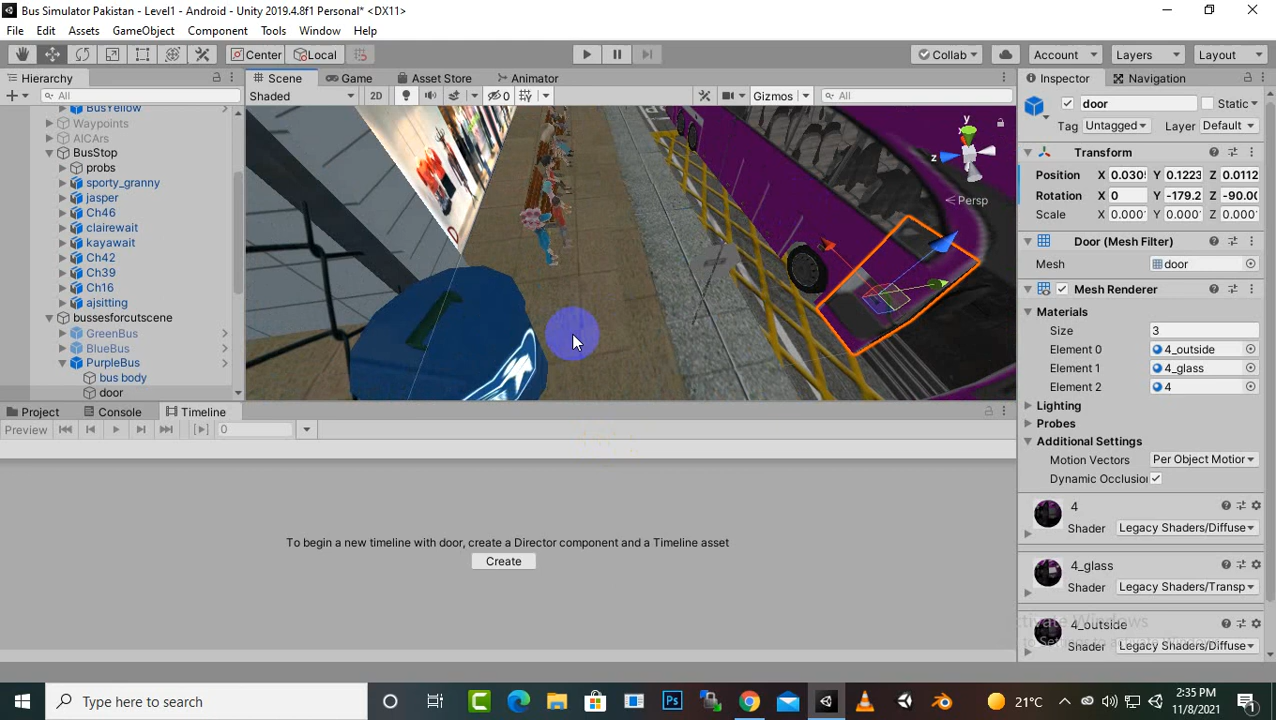 Bus Simulator Pakistan - Level1 - Android - Unity 2019.4.8f1 Personal* <DX11>
File Edit Assets GameObject Component Tools Window Help
Center Local Collab Account Layers Layout
Hierarchy
All
BusYellow
Waypoints
AICArs
BusStop
probs
sporty_granny
jasper
Ch46
clairewait
kayawait
Ch42
Ch39
Ch16
ajsitting
bussesforcutscene
GreenBus
BlueBus
PurpleBus
bus body
door
Scene Game Asset Store Animator
Shaded 2D 0 Gizmos All
y
x
z
Persp
Project Console Timeline
Preview 0
To begin a new timeline with door, create a Director component and a Timeline asset
Create
Inspector Navigation
door Static
Tag Untagged Layer Default
Transform
Position X 0.030 Y 0.1223 Z 0.0112
Rotation X 0 Y -179.2 Z -90.00
Scale X 0.000 Y 0.000 Z 0.000
Door (Mesh Filter)
Mesh door
Mesh Renderer
Materials
Size 3
Element 0 4_outside
Element 1 4_glass
Element 2 4
Lighting
Probes
Additional Settings
Motion Vectors Per Object Motion
Dynamic Occlusion
4
Shader Legacy Shaders/Diffuse
4_glass
Shader Legacy Shaders/Transp
Activate Windows
4_outside
Shader Legacy Shaders/Diffuse
Type here to search
21°C
2:35 PM
11/8/2021
1